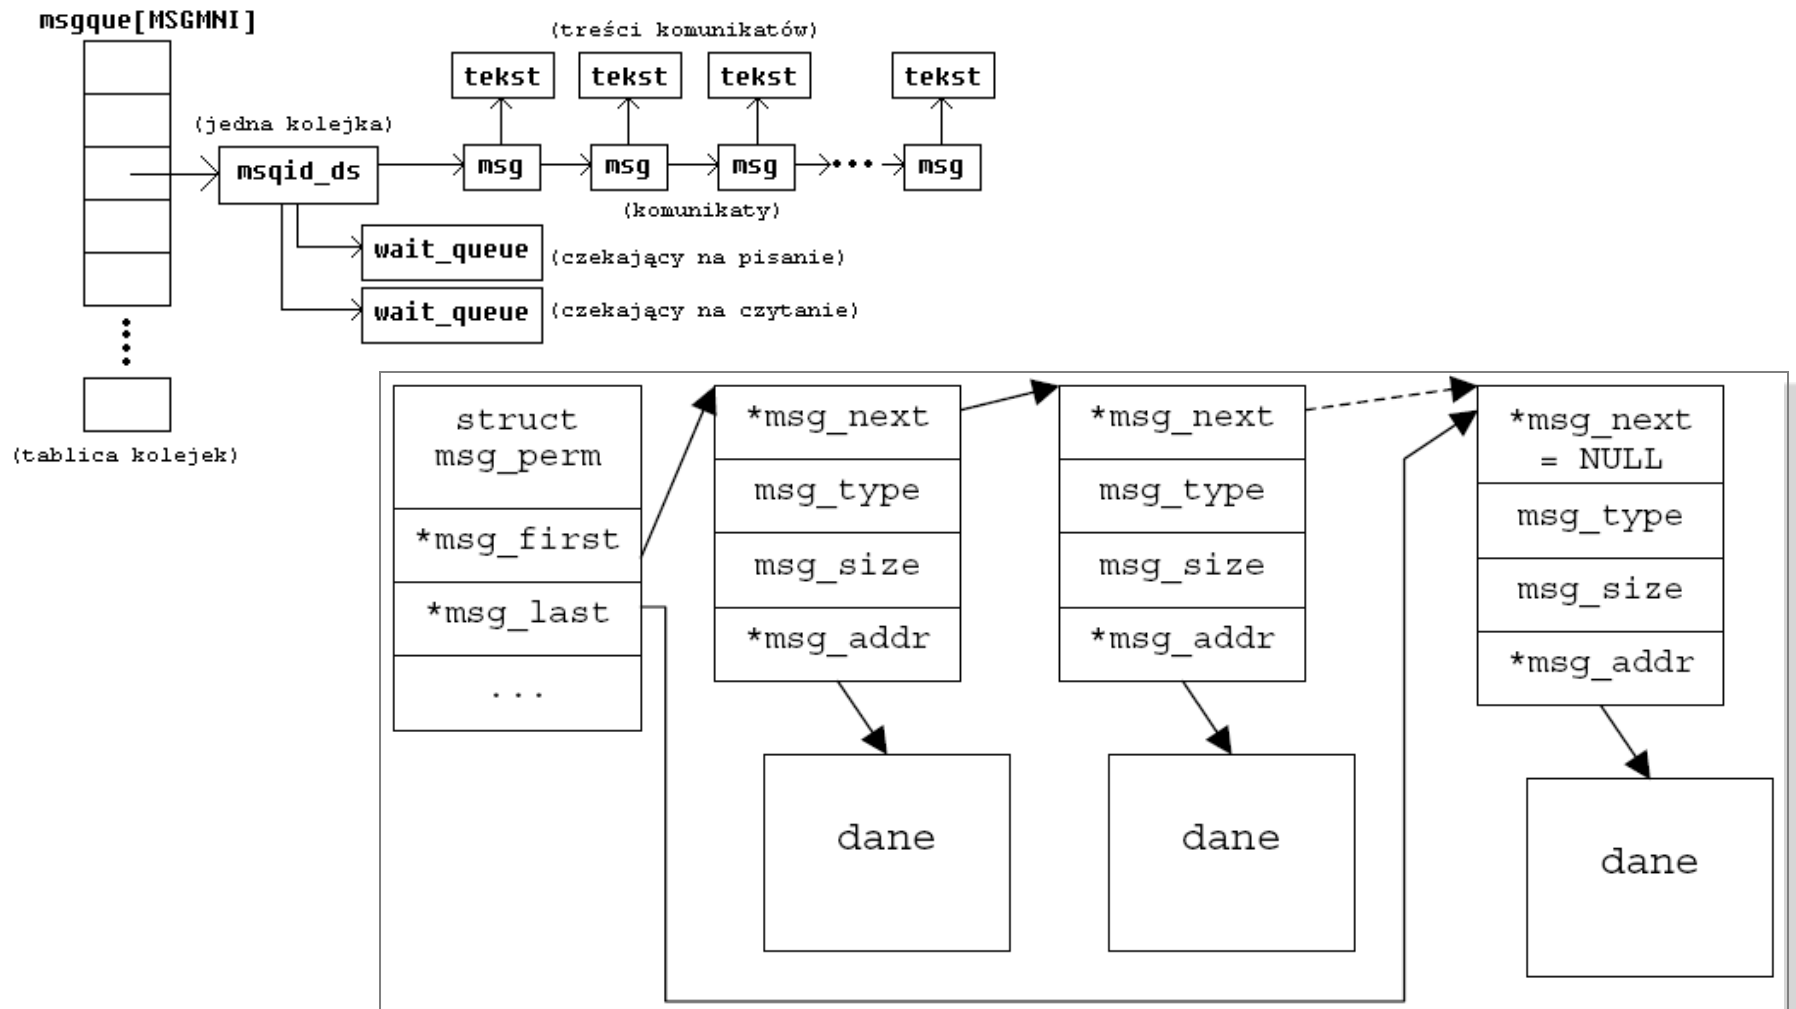 msgque[MSGMNI]
(treści komunikatów)
tekst tekst tekst tekst
(jedna kolejka)
msqid_ds msg msg msg msg
(komunikaty)
wait_queue (czekający na pisanie)
wait_queue (czekający na czytanie)
(tablica kolejek)
struct
msg_perm
*msg_first
*msg_last
...
*msg_next
msg_type
msg_size
*msg_addr
dane
*msg_next
msg_type
msg_size
*msg_addr
dane
*msg_next
= NULL
msg_type
msg_size
*msg_addr
dane